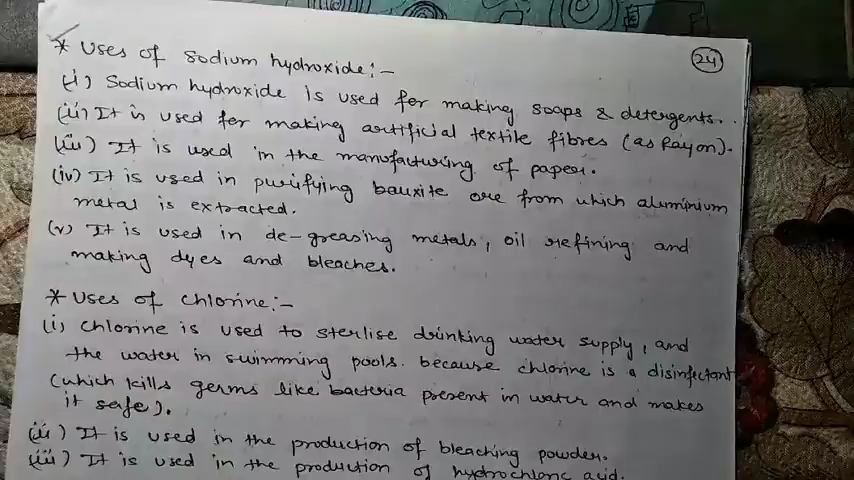 24
* Uses of Sodium hydroxide:-
(i) Sodium hydroxide is used for making soaps & detergents.
(ii) It is used for making artificial textile fibres (as Rayon).
(iii) It is used in the manufacturing of paper.
(iv) It is used in purifying bauxite ore from which aluminium
metal is extracted.
(v) It is used in de-greasing metals, oil refining and
making dyes and bleaches.
* Uses of chlorine:-
(i) Chlorine is used to sterilise drinking water supply, and
the water in swimming pools. because chlorine is a disinfectant
(which kills germs like bacteria present in water and makes
it safe).
(ii) It is used in the production of bleaching powder.
(iii) It is used in the production of hydrochloric acid.